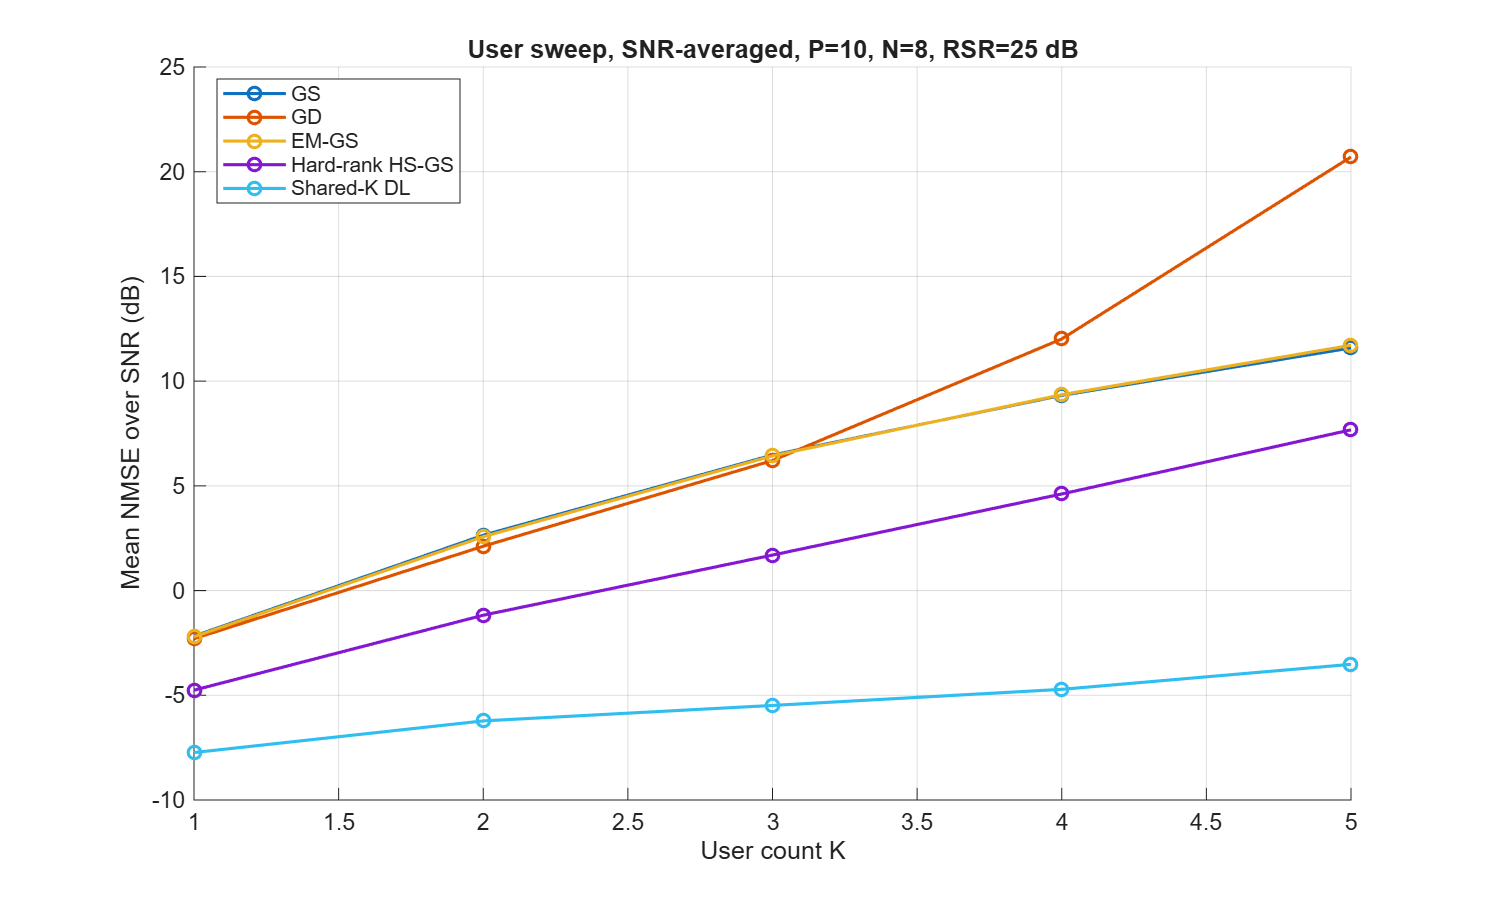 User sweep, SNR-averaged, P=10, N=8, RSR=25 dB
GS
GD
EM-GS
Hard-rank HS-GS
Shared-K DL
25
20
15
10
5
0
-5
-10
Mean NMSE over SNR (dB)
1 1.5 2 2.5 3 3.5 4 4.5 5
User count K